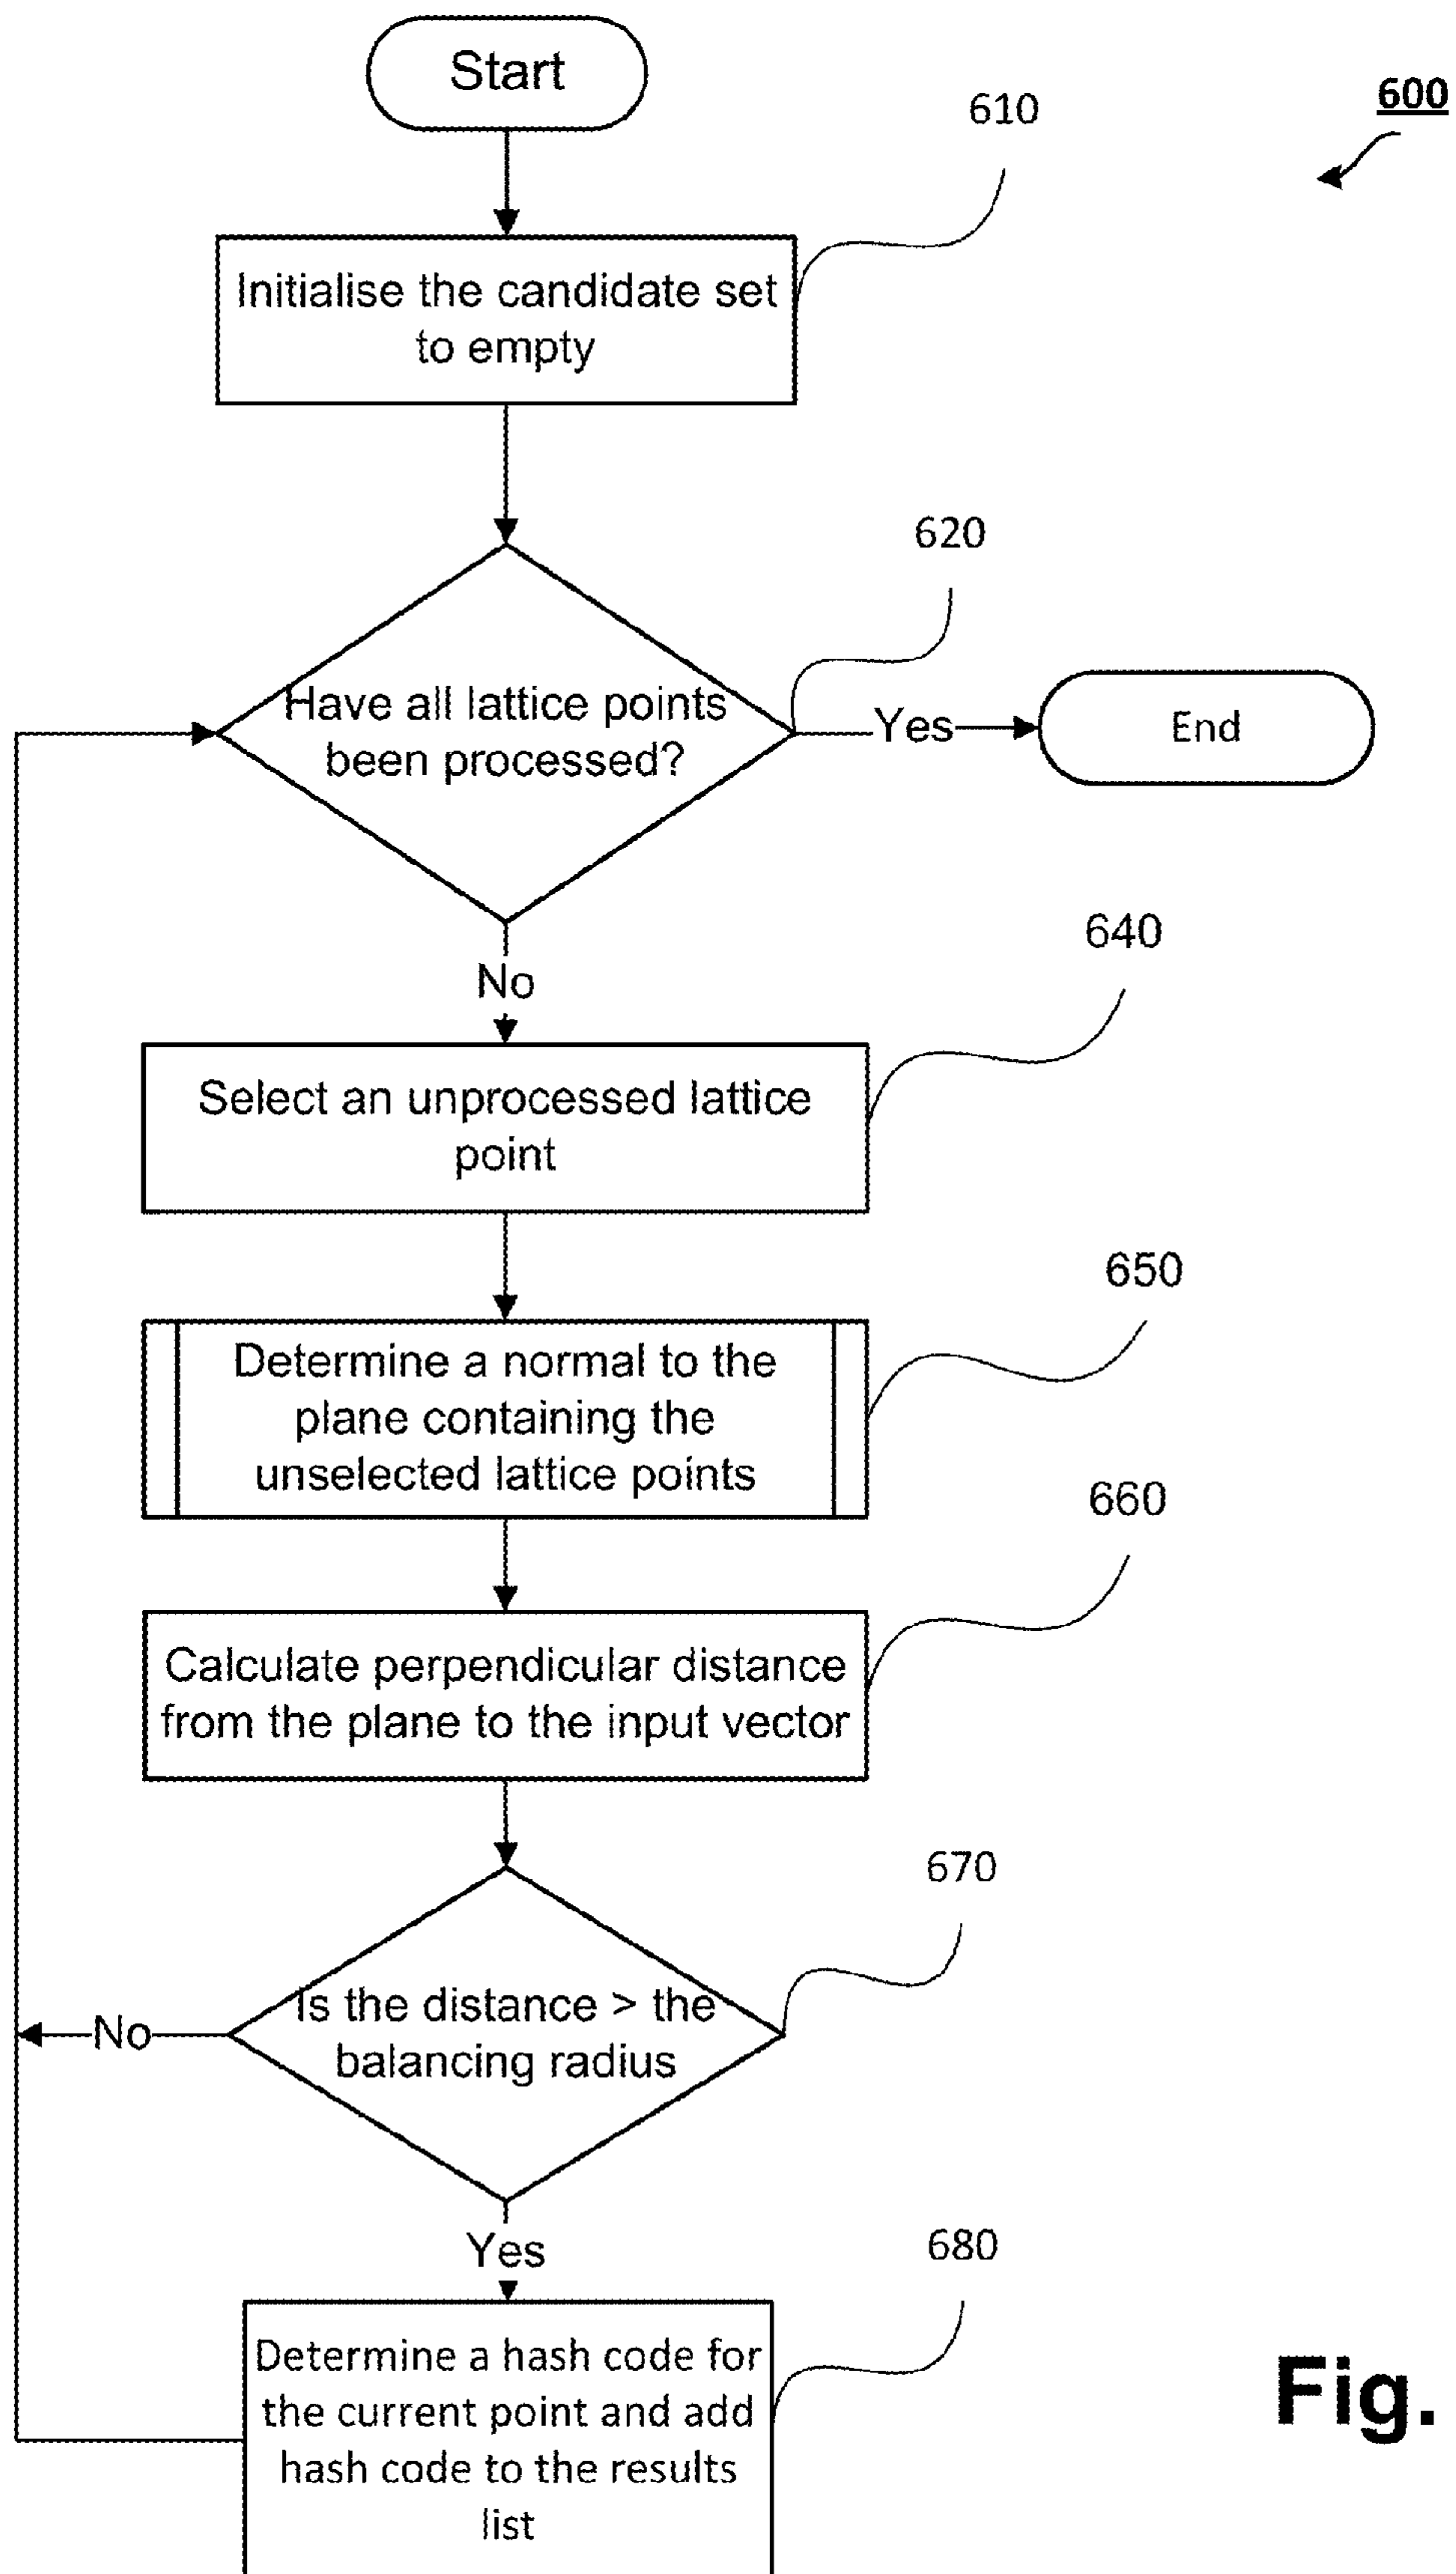 Start
610
600
Initialise the candidate set
to empty
620
Have all lattice points
been processed?
Yes
End
No
640
Select an unprocessed lattice
point
650
Determine a normal to the
plane containing the
unselected lattice points
660
Calculate perpendicular distance
from the plane to the input vector
670
Is the distance > the
balancing radius
No
Yes
680
Determine a hash code for
the current point and add
hash code to the results
list
Fig.